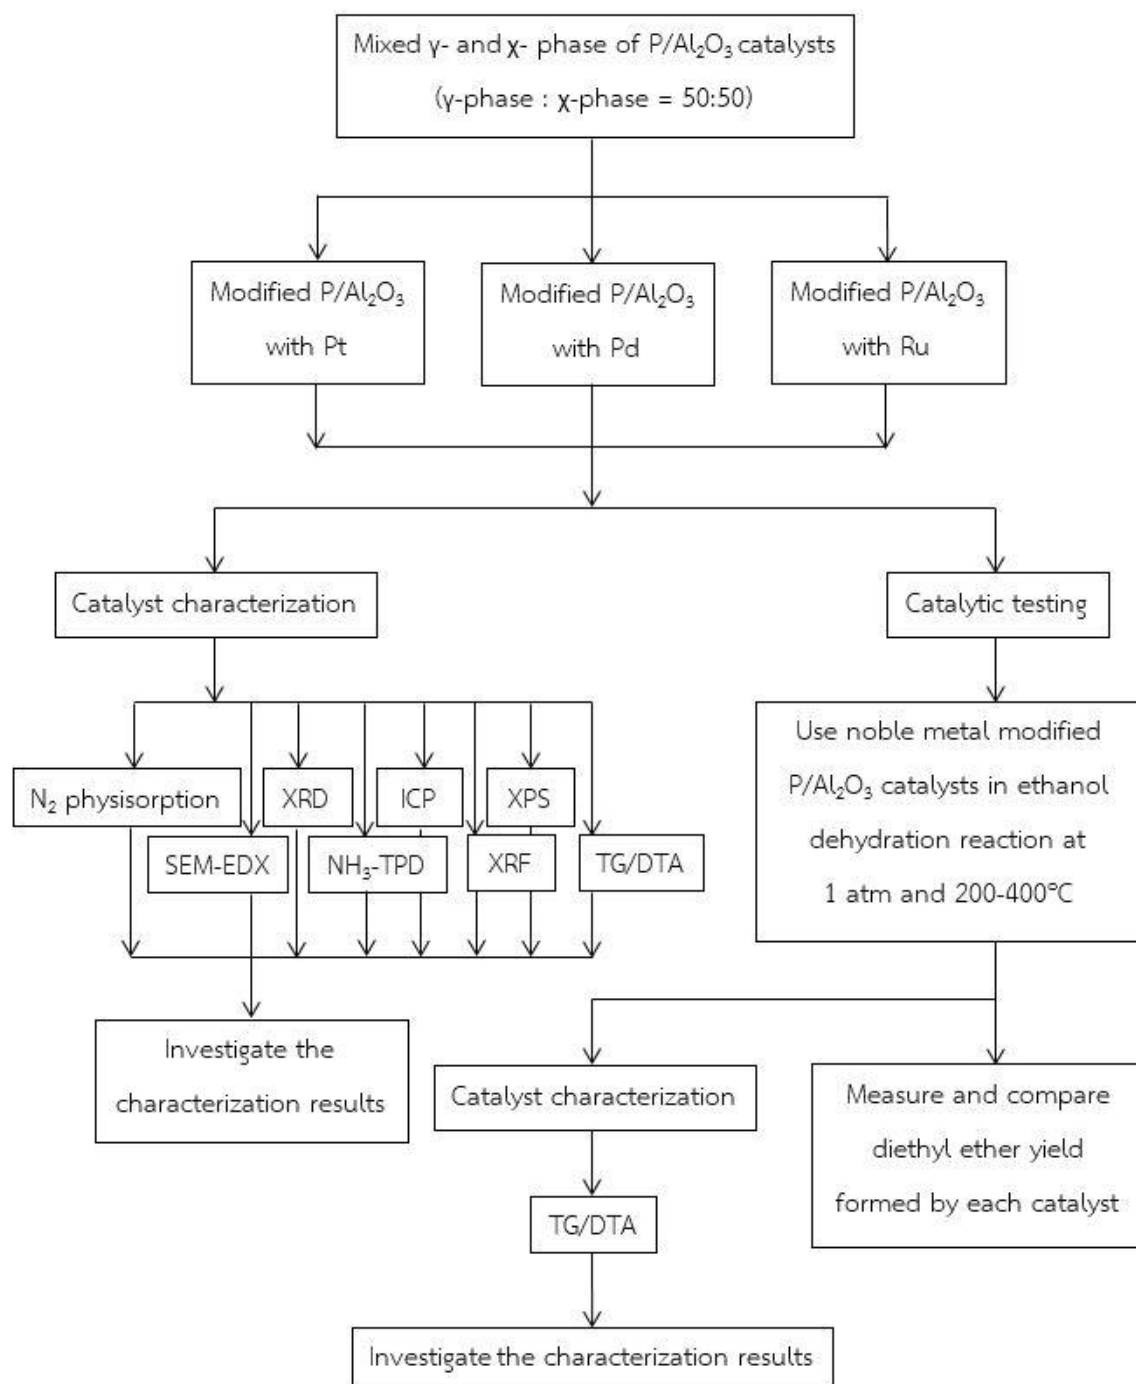 Mixed γ- and χ- phase of P/Al₂O₃ catalysts
(γ-phase : χ-phase = 50:50)
Modified P/Al₂O₃
with Pt
Modified P/Al₂O₃
with Pd
Modified P/Al₂O₃
with Ru
Catalyst characterization
Catalytic testing
N₂ physisorption
XRD
ICP
XPS
SEM-EDX
NH₃-TPD
XRF
TG/DTA
Use noble metal modified
P/Al₂O₃ catalysts in ethanol
dehydration reaction at
1 atm and 200-400°C
Investigate the
characterization results
Catalyst characterization
Measure and compare
diethyl ether yield
formed by each catalyst
TG/DTA
Investigate the characterization results